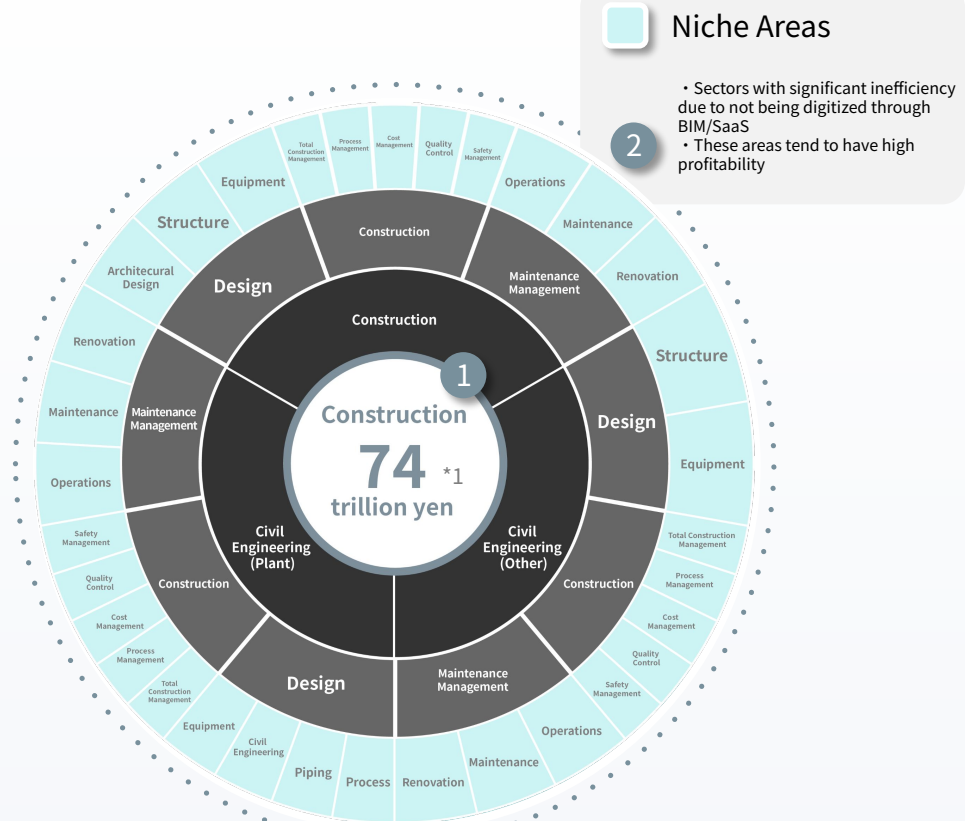 Niche Areas
・Sectors with significant inefficiency
due to not being digitized through
BIM/SaaS
2
・These areas tend to have high
profitability
Construction
74 *1
trillion yen
1
Construction
Design
Architecural
Design
Structure
Equipment
Construction
Total
Construction
Management
Process
Management
Cost
Management
Quality
Control
Safety
Management
Maintenance
Management
Operations
Maintenance
Renovation
Civil
Engineering
(Other)
Design
Structure
Equipment
Construction
Total Construction
Management
Process
Management
Cost
Management
Quality
Control
Safety
Management
Maintenance
Management
Operations
Maintenance
Renovation
Civil
Engineering
(Plant)
Design
Process
Piping
Civil
Engineering
Equipment
Construction
Total
Construction
Management
Process
Management
Cost
Management
Quality
Control
Safety
Management
Maintenance
Management
Operations
Maintenance
Renovation